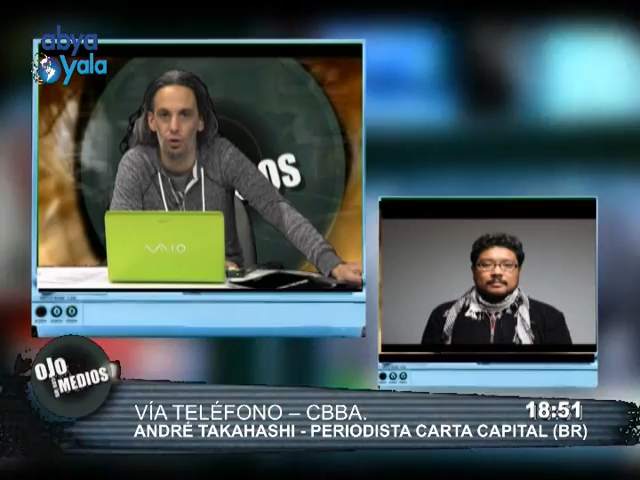 abya
yala
OS
VAIO
OJO
MEDIOS
VÍA TELÉFONO – CBBA.
18:51
ANDRÉ TAKAHASHI - PERIODISTA CARTA CAPITAL (BR)